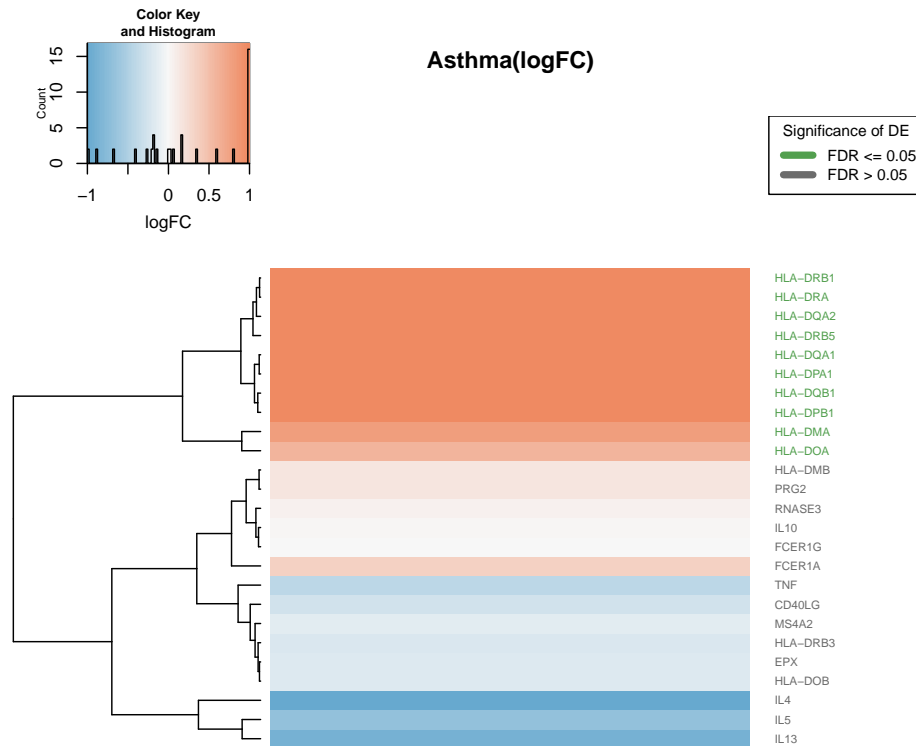 Color Key
and Histogram
Asthma(logFC)
Count
0
5
10
15
−1
0
0.5
1
logFC
Significance of DE
FDR <= 0.05
FDR > 0.05
HLA−DRB1
HLA−DRA
HLA−DQA2
HLA−DRB5
HLA−DQA1
HLA−DPA1
HLA−DQB1
HLA−DPB1
HLA−DMA
HLA−DOA
HLA−DMB
PRG2
RNASE3
IL10
FCER1G
FCER1A
TNF
CD40LG
MS4A2
HLA−DRB3
EPX
HLA−DOB
IL4
IL5
IL13